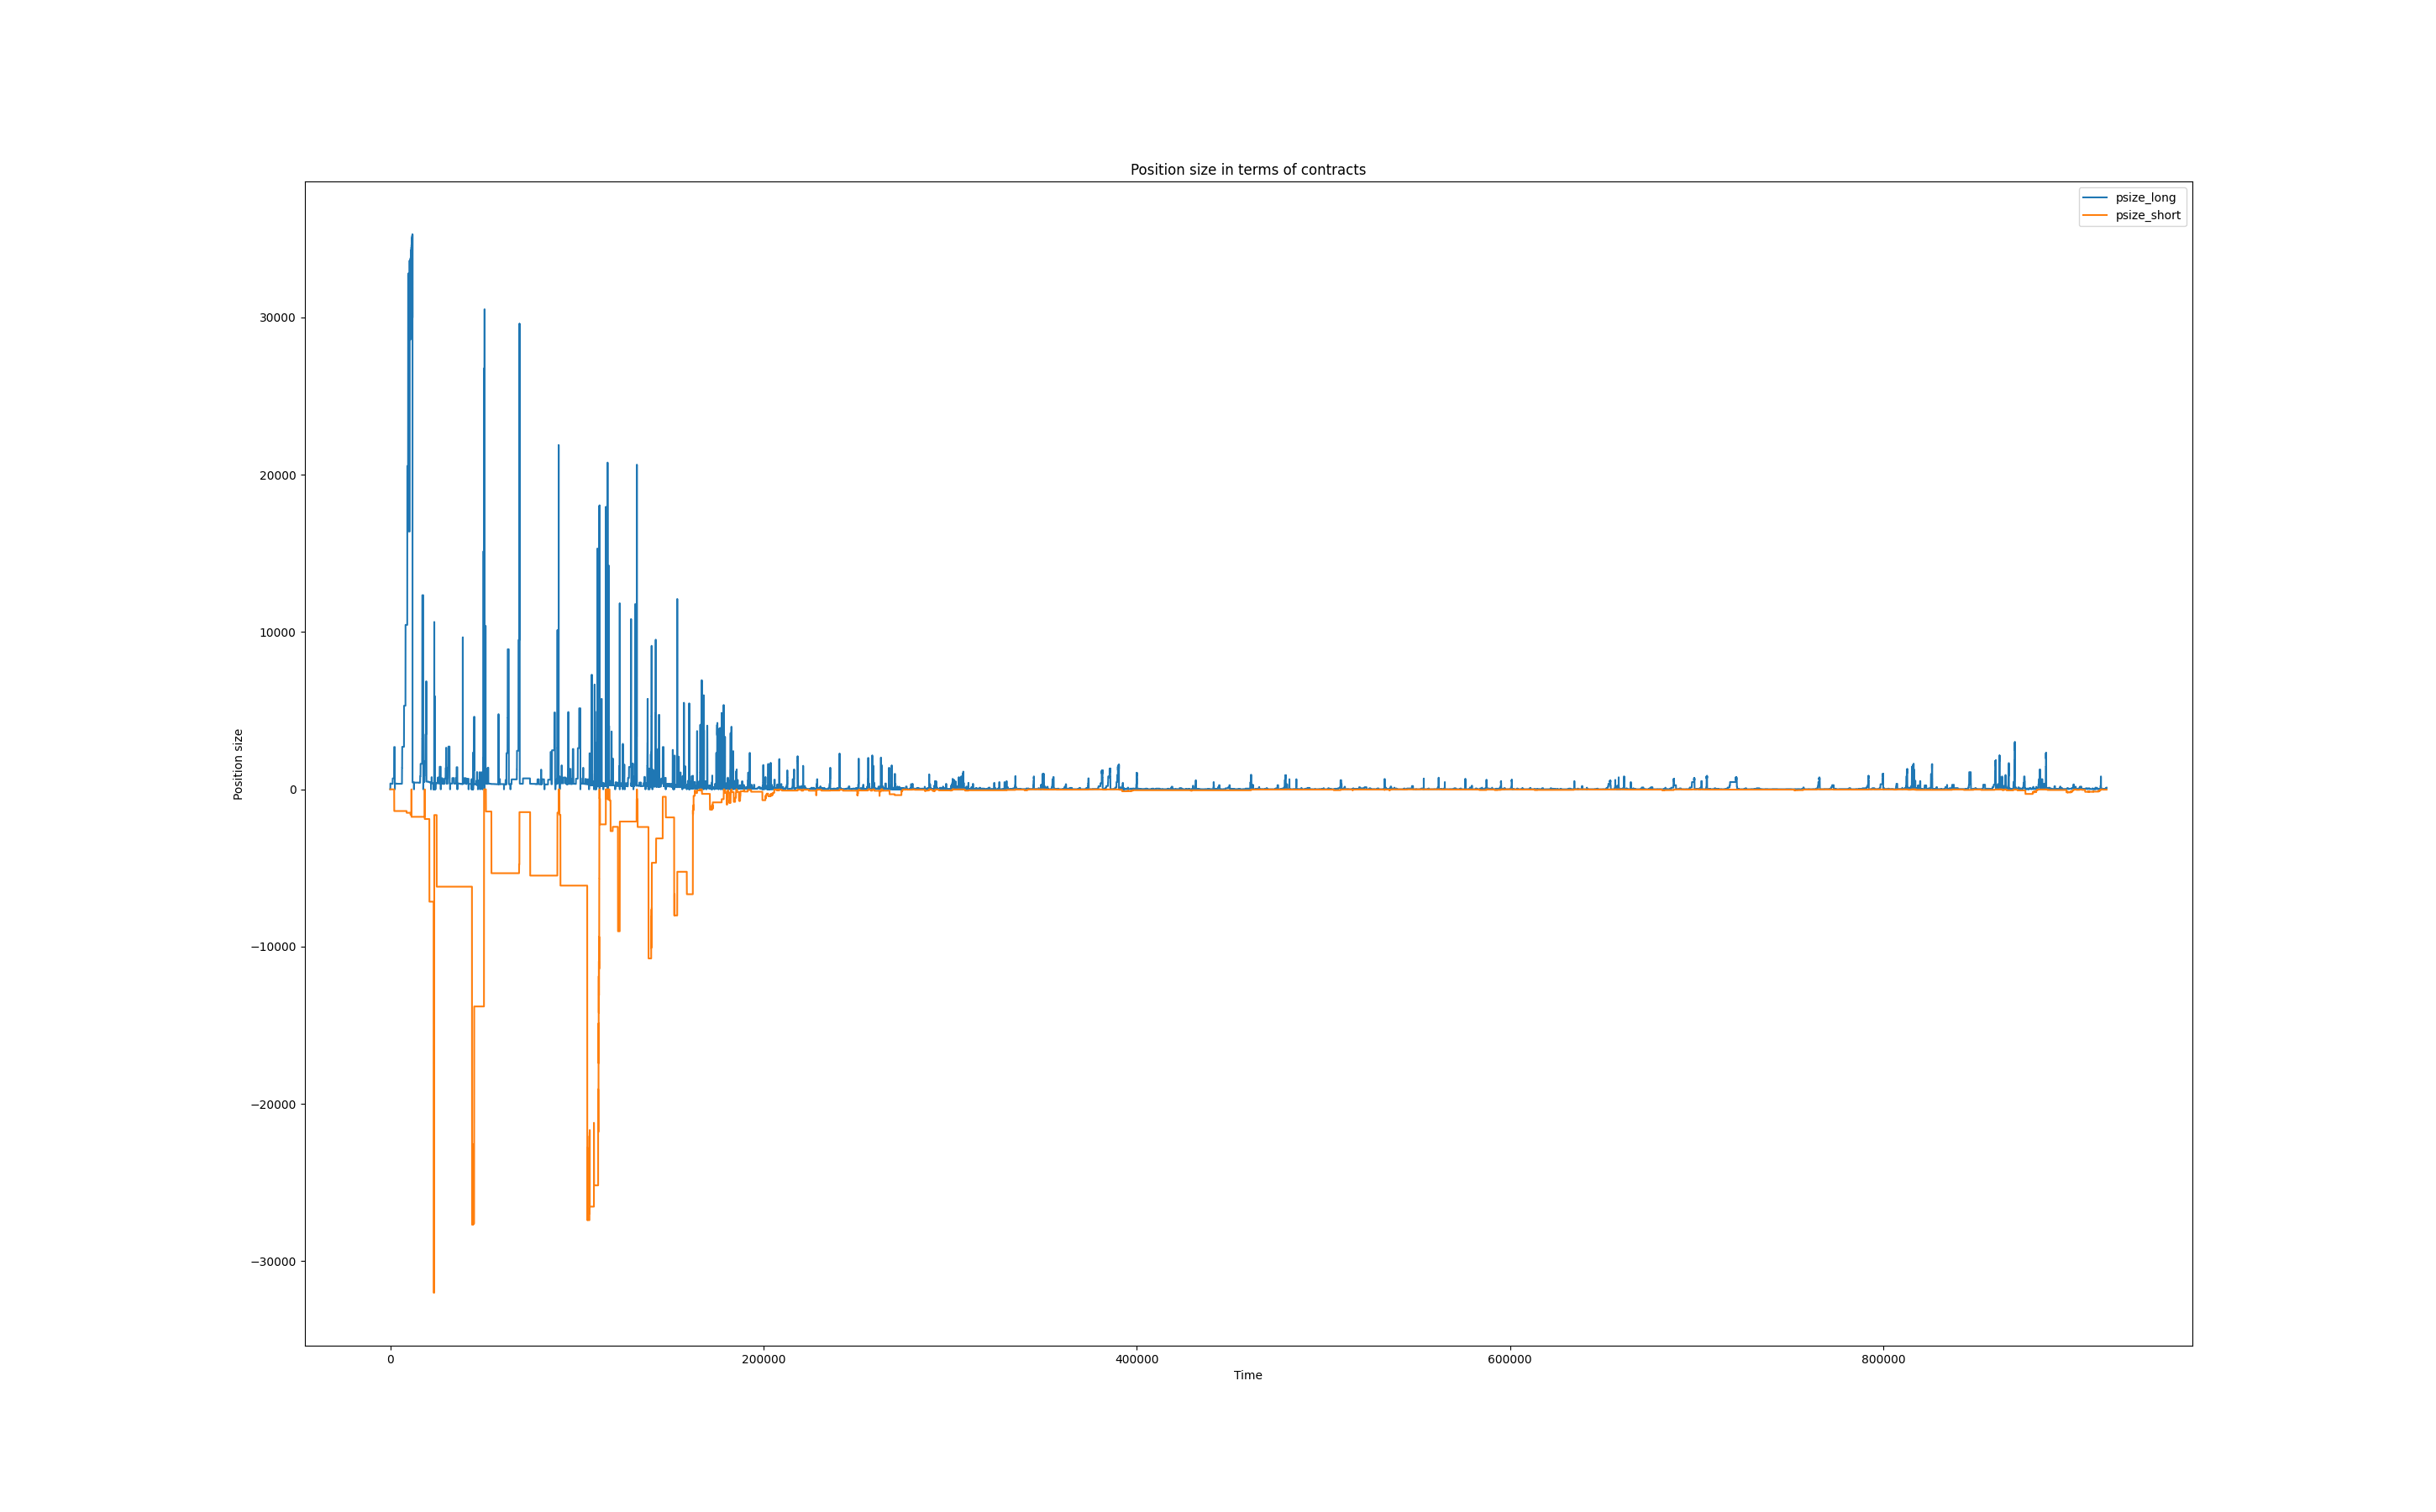 Position size in terms of contracts
psize_long
psize_short
30000
20000
10000
0
−10000
−20000
−30000
Position size
0
200000
400000
600000
800000
Time